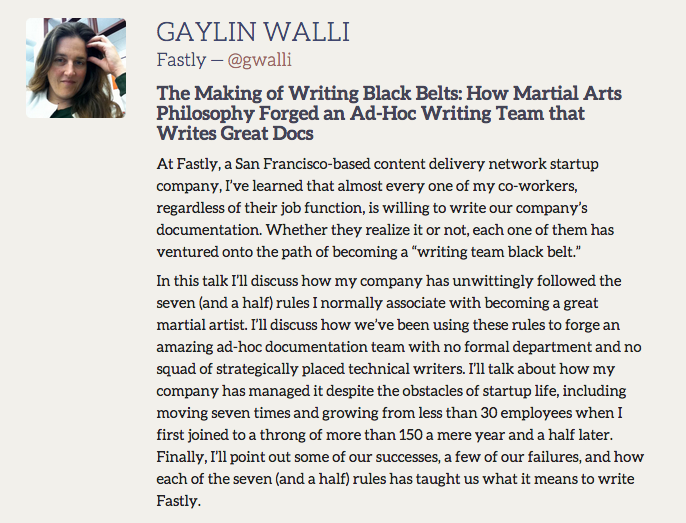 GAYLIN WALLI
Fastly — @gwalli
The Making of Writing Black Belts: How Martial Arts
Philosophy Forged an Ad-Hoc Writing Team that
Writes Great Docs
At Fastly, a San Francisco-based content delivery network startup
company, I’ve learned that almost every one of my co-workers,
regardless of their job function, is willing to write our company’s
documentation. Whether they realize it or not, each one of them has
ventured onto the path of becoming a “writing team black belt.”
In this talk I’ll discuss how my company has unwittingly followed the
seven (and a half) rules I normally associate with becoming a great
martial artist. I’ll discuss how we’ve been using these rules to forge an
amazing ad-hoc documentation team with no formal department and no
squad of strategically placed technical writers. I’ll talk about how my
company has managed it despite the obstacles of startup life, including
moving seven times and growing from less than 30 employees when I
first joined to a throng of more than 150 a mere year and a half later.
Finally, I’ll point out some of our successes, a few of our failures, and how
each of the seven (and a half) rules has taught us what it means to write
Fastly.